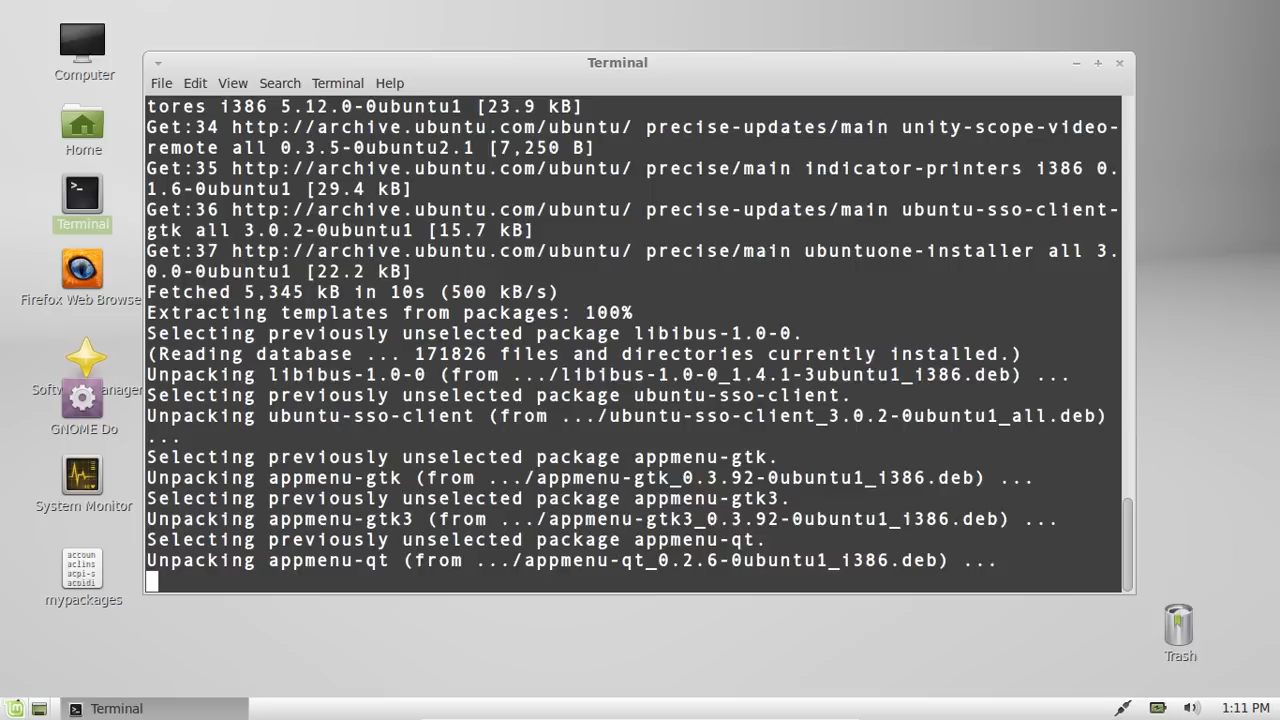 Computer
Home
Terminal
Firefox Web Browse
Software Manager
GNOME Do
System Monitor
accoun
aclins
acpi-s
acpidi
mypackages
Terminal
File Edit View Search Terminal Help
tores i386 5.12.0-0ubuntu1 [23.9 kB]
Get:34 http://archive.ubuntu.com/ubuntu/ precise-updates/main unity-scope-video-
remote all 0.3.5-0ubuntu2.1 [7,250 B]
Get:35 http://archive.ubuntu.com/ubuntu/ precise/main indicator-printers i386 0.
1.6-0ubuntu1 [29.4 kB]
Get:36 http://archive.ubuntu.com/ubuntu/ precise-updates/main ubuntu-sso-client-
gtk all 3.0.2-0ubuntu1 [15.7 kB]
Get:37 http://archive.ubuntu.com/ubuntu/ precise/main ubuntuone-installer all 3.
0.0-0ubuntu1 [22.2 kB]
Fetched 5,345 kB in 10s (500 kB/s)
Extracting templates from packages: 100%
Selecting previously unselected package libibus-1.0-0.
(Reading database ... 171826 files and directories currently installed.)
Unpacking libibus-1.0-0 (from .../libibus-1.0-0_1.4.1-3ubuntu1_i386.deb) ...
Selecting previously unselected package ubuntu-sso-client.
Unpacking ubuntu-sso-client (from .../ubuntu-sso-client_3.0.2-0ubuntu1_all.deb)
...
Selecting previously unselected package appmenu-gtk.
Unpacking appmenu-gtk (from .../appmenu-gtk_0.3.92-0ubuntu1_i386.deb) ...
Selecting previously unselected package appmenu-gtk3.
Unpacking appmenu-gtk3 (from .../appmenu-gtk3_0.3.92-0ubuntu1_i386.deb) ...
Selecting previously unselected package appmenu-qt.
Unpacking appmenu-qt (from .../appmenu-qt_0.2.6-0ubuntu1_i386.deb) ...
Trash
Terminal
1:11 PM